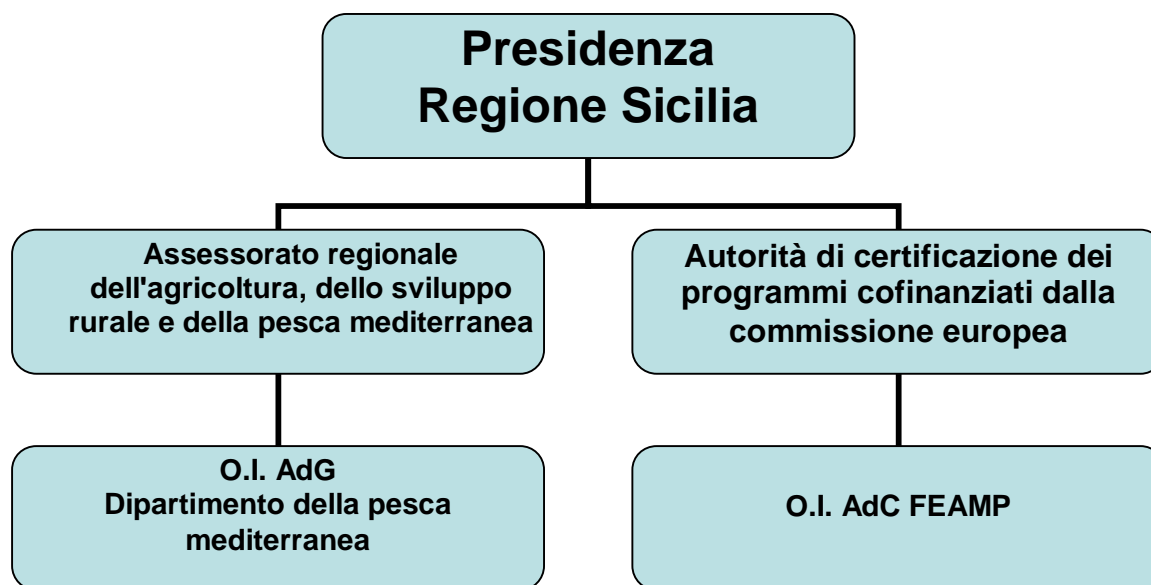 Presidenza
Regione Sicilia
Assessorato regionale
dell'agricoltura, dello sviluppo
rurale e della pesca mediterranea
Autorità di certificazione dei
programmi cofinanziati dalla
commissione europea
O.I. AdG
Dipartimento della pesca
mediterranea
O.I. AdC FEAMP